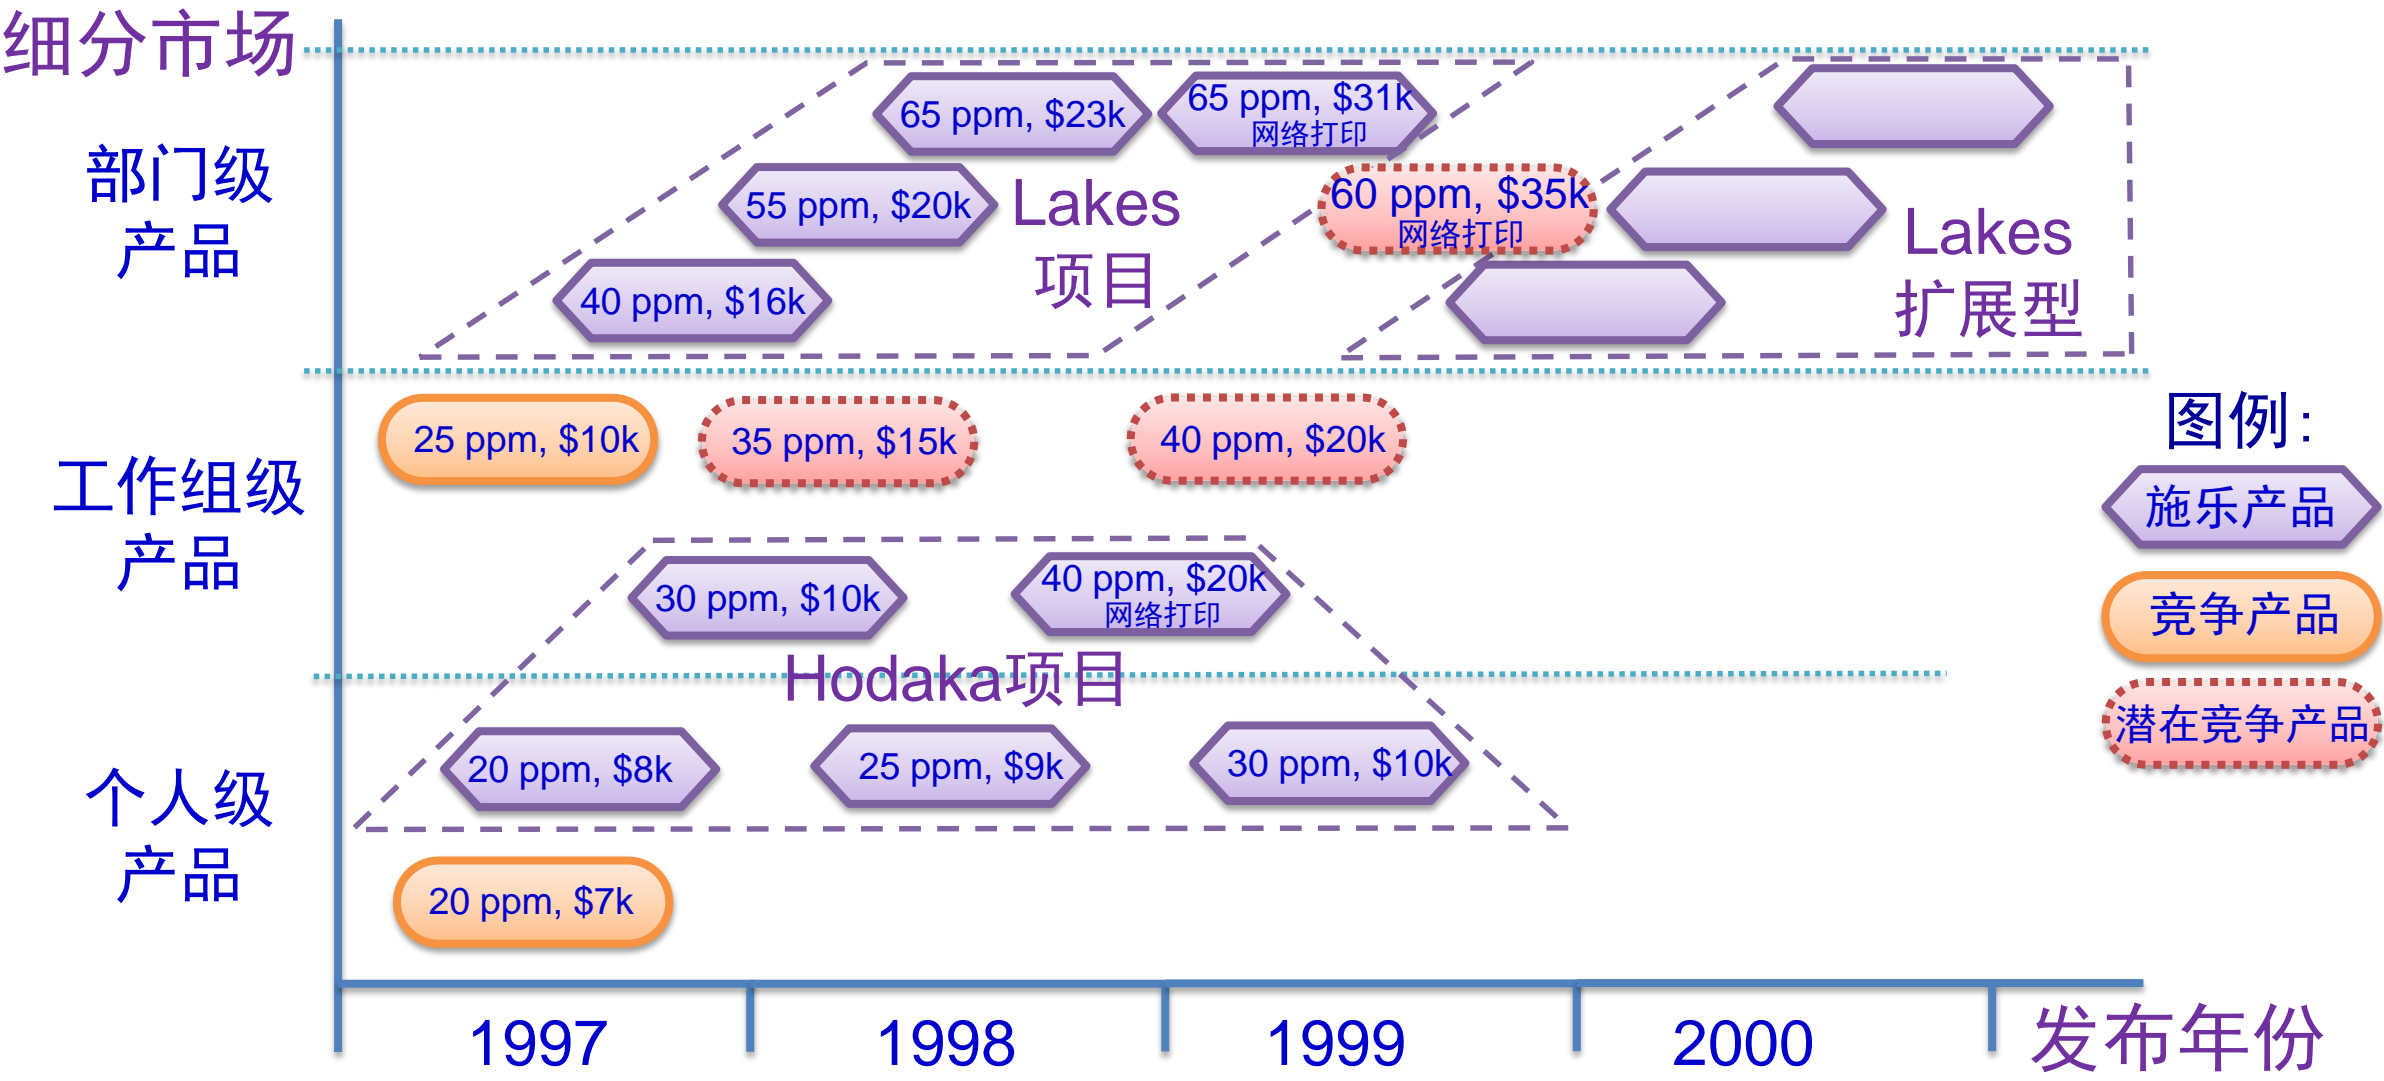 细分市场
部门级
产品
65 ppm, $23k
65 ppm, $31k
网络打印
55 ppm, $20k
Lakes
项目
60 ppm, $35k
网络打印
Lakes
扩展型
40 ppm, $16k
工作组级
产品
25 ppm, $10k
35 ppm, $15k
40 ppm, $20k
30 ppm, $10k
40 ppm, $20k
网络打印
Hodaka项目
个人级
产品
20 ppm, $8k
25 ppm, $9k
30 ppm, $10k
20 ppm, $7k
图例:
施乐产品
竞争产品
潜在竞争产品
1997
1998
1999
2000
发布年份